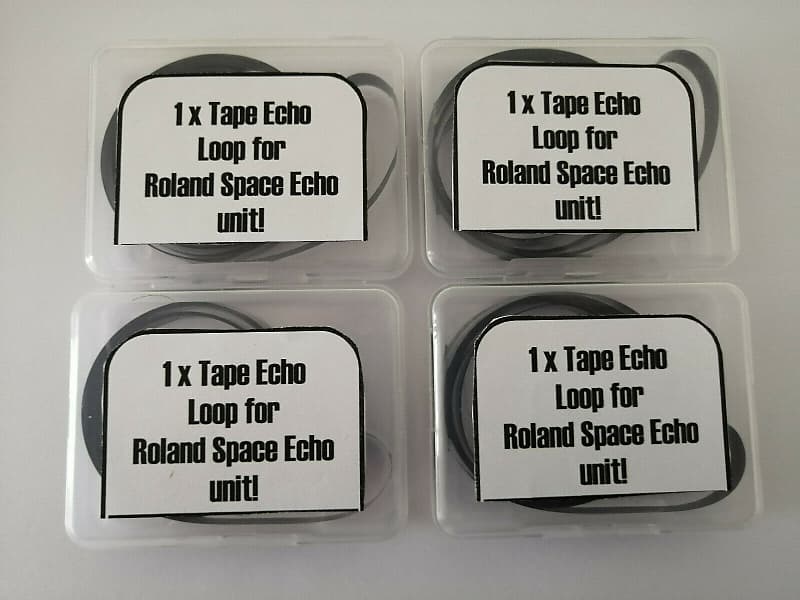 1 x Tape Echo
Loop for
Roland Space Echo
unit!
1 x Tape Echo
Loop for
Roland Space Echo
unit!
1 x Tape Echo
Loop for
Roland Space Echo
unit!
1 x Tape Echo
Loop for
Roland Space Echo
unit!